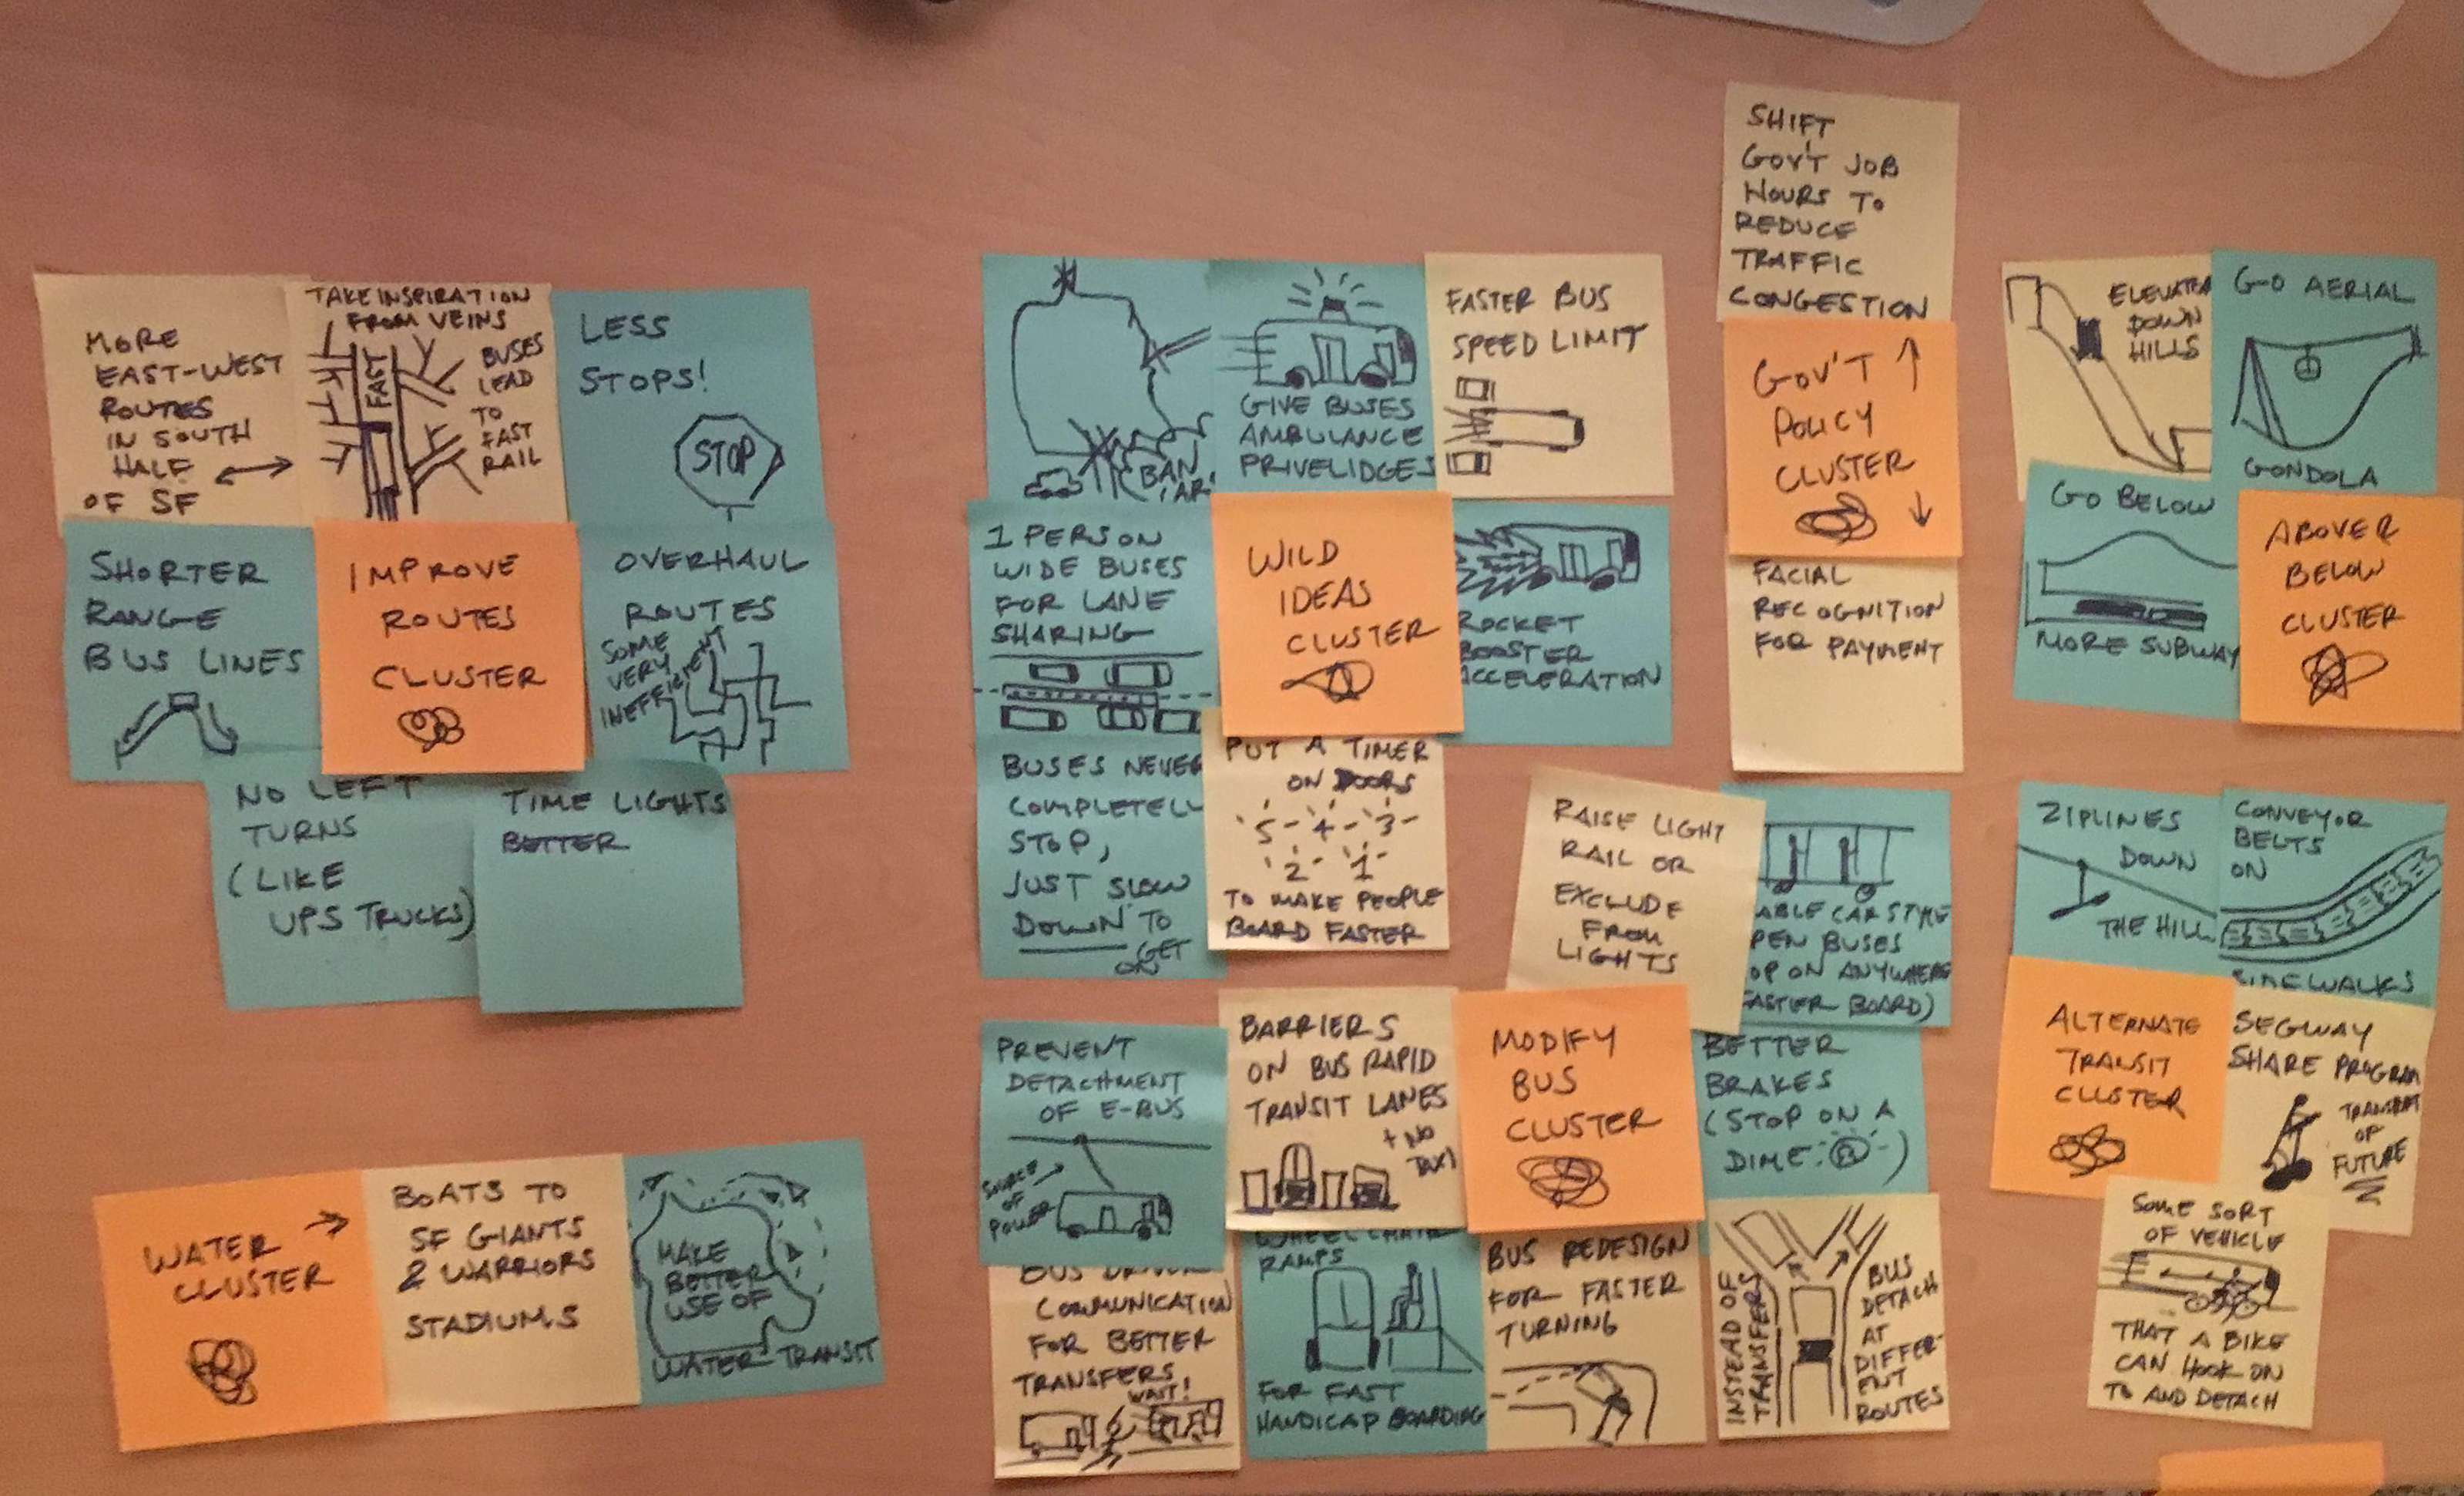 MORE
EAST-WEST
ROUTES
IN SOUTH
HALF
OF SF
TAKE INSPIRATION
FROM VEINS
FAST
BUSES
LEAD
TO
FAST
RAIL
LESS
STOPS!
STOP
SHORTER
RANGE
BUS LINES
IMPROVE
ROUTES
CLUSTER
OVERHAUL
ROUTES
SOME
VERY
INEFFICIENT
NO LEFT
TURNS
(LIKE
UPS TRUCKS)
TIME LIGHTS
BETTER
WATER
CLUSTER
BOATS TO
SF GIANTS
& WARRIORS
STADIUMS
MAKE
BETTER
USE OF
WATER TRANSIT
BAN
CAR
GIVE BUSES
AMBULANCE
PRIVELIDGES
FASTER BUS
SPEED LIMIT
1 PERSON
WIDE BUSES
FOR LANE
SHARING
WILD
IDEAS
CLUSTER
ROCKET
BOOSTER
ACCELERATION
BUSES NEVER
COMPLETELY
STOP,
JUST SLOW
DOWN TO
GET
ON
PUT A TIMER
ON DOORS
5-4-3-
2-1-
TO MAKE PEOPLE
BOARD FASTER
SHIFT
GOV'T JOB
HOURS TO
REDUCE
TRAFFIC
CONGESTION
GOV'T
POLICY
CLUSTER
FACIAL
RECOGNITION
FOR PAYMENT
ELEVATOR
DOWN
HILLS
GO AERIAL
GONDOLA
GO BELOW
MORE SUBWAY
ABOVER
BELOW
CLUSTER
RAISE LIGHT
RAIL OR
EXCLUDE
FROM
LIGHTS
ABLE CAR STYLE
PEN BUSES
OP ON ANYWHERE
FASTER BOARD)
PREVENT
DETACHMENT
OF E-BUS
SOURCE
OF
POWER
BARRIERS
ON BUS RAPID
TRANSIT LANES
+ NO
TAXI
MODIFY
BUS
CLUSTER
BETTER
BRAKES
(STOP ON A
DIME )
BUS DRIVER
COMMUNICATION
FOR BETTER
TRANSFERS
WAIT!
WHEEL CHAIR
RAMPS
FOR FAST
HANDICAP BOARDING
BUS REDESIGN
FOR FASTER
TURNING
INSTEAD OF
TRANSFERS
BUS
DETACH
AT
DIFFER-
ENT
ROUTES
ZIPLINES
DOWN
THE HILL
CONVEYOR
BELTS
ON
SIDEWALKS
ALTERNATE
TRANSIT
CLUSTER
SEGWAY
SHARE PROGRAM
TRANSPORT
OF
FUTURE
SOME SORT
OF VEHICLE
THAT A BIKE
CAN HOOK ON
TO AND DETACH